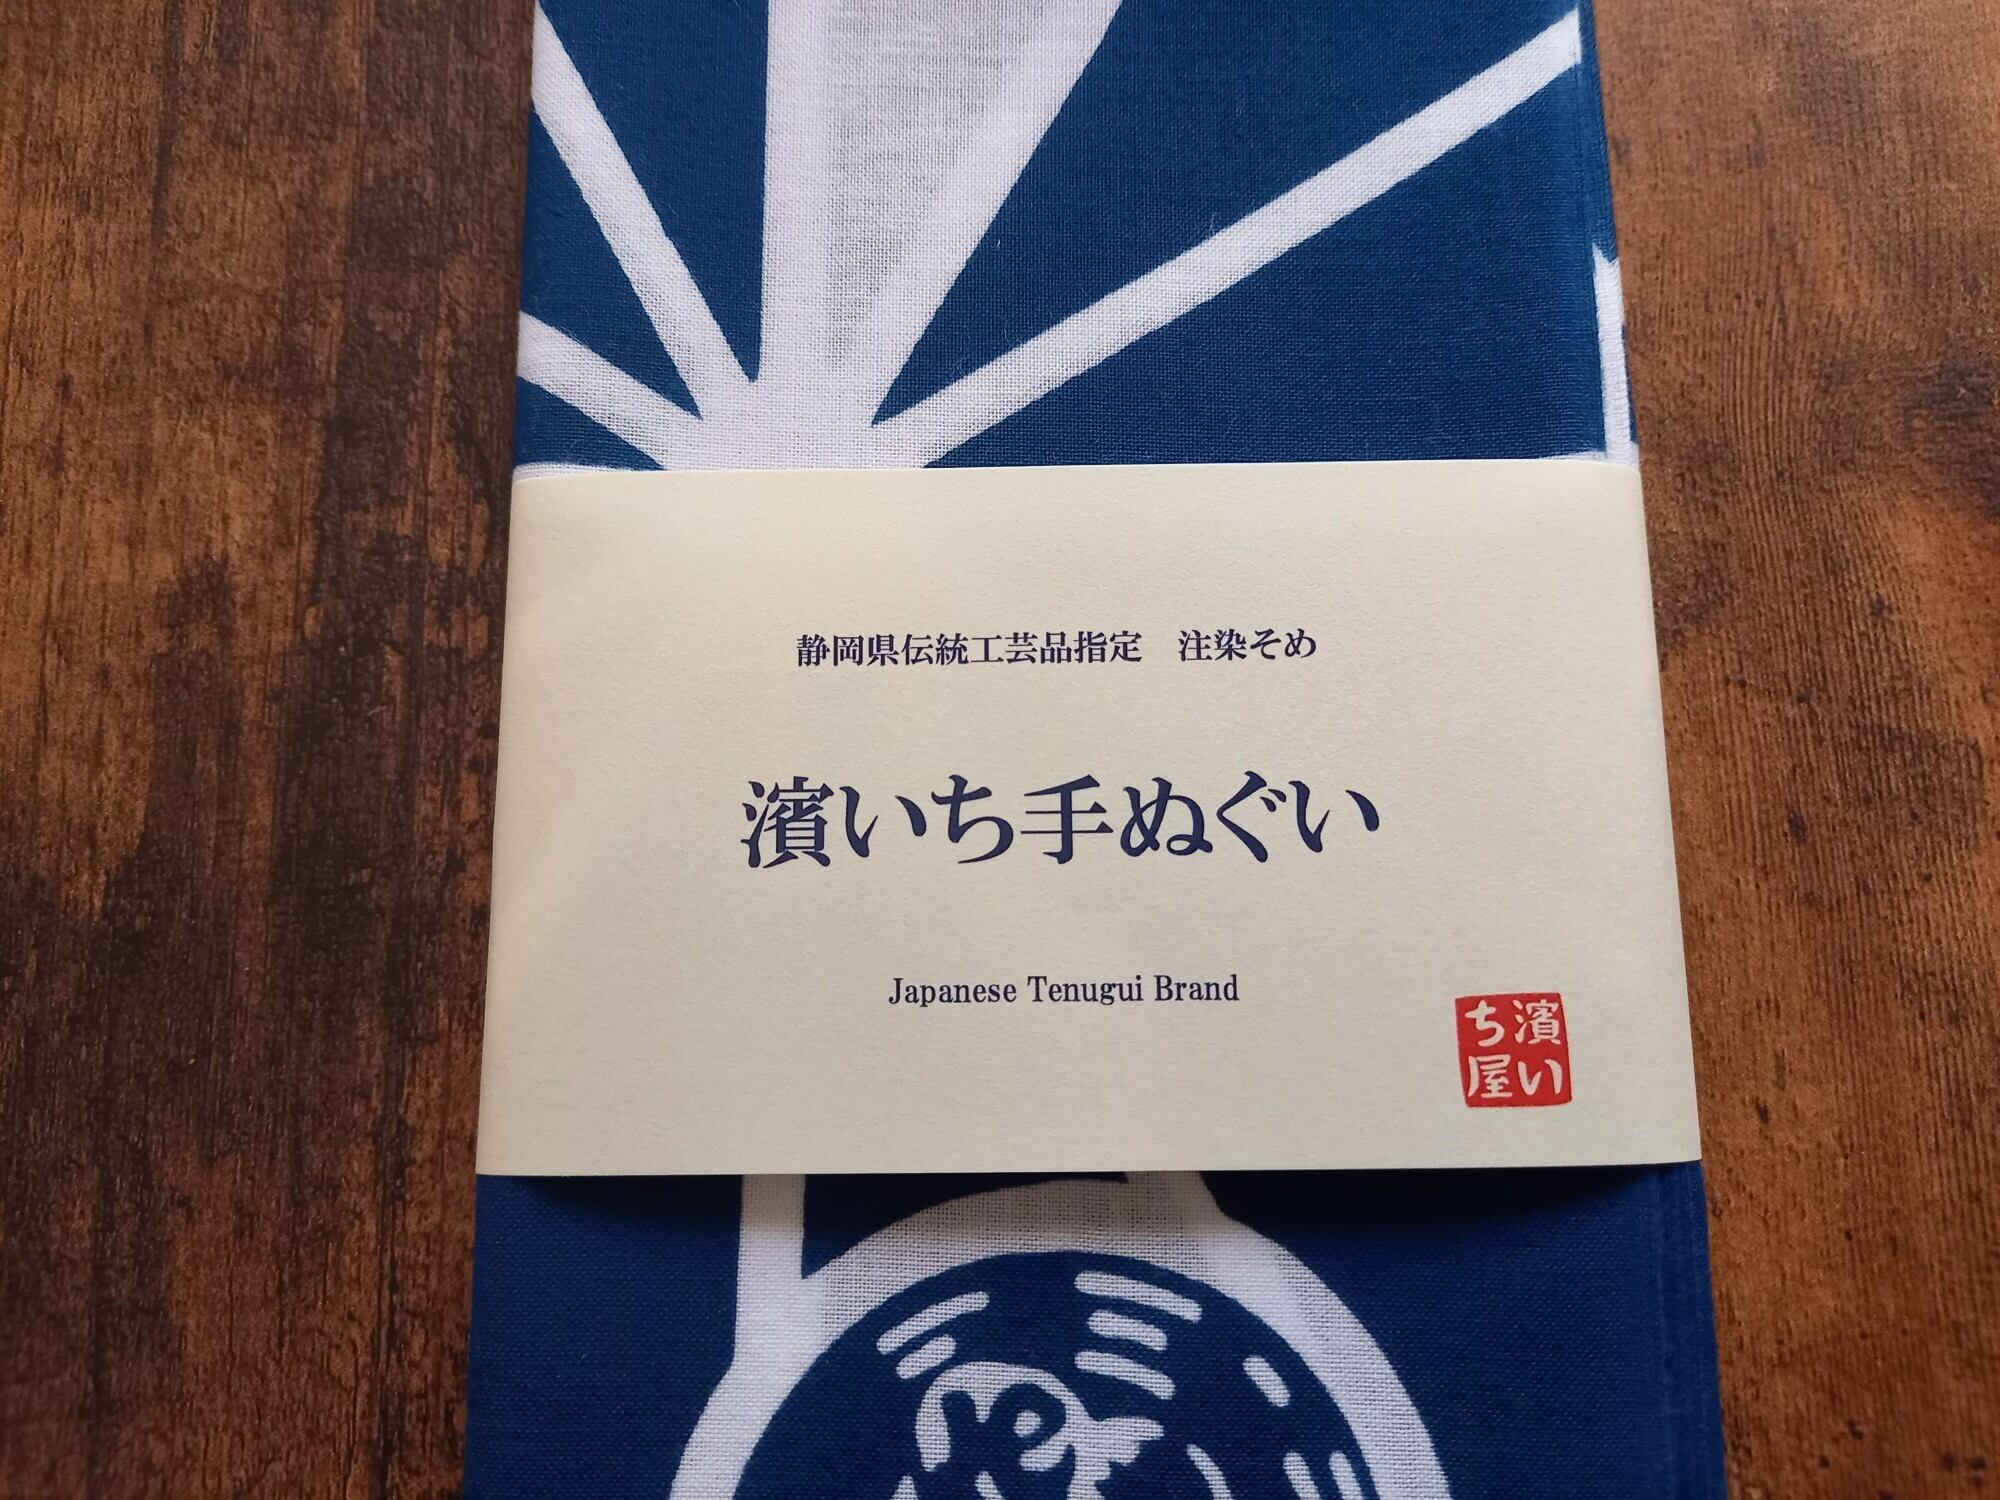 静岡県伝統工芸品指定　注染そめ
濱いち手ぬぐい
Japanese Tenugui Brand
濱い
ち屋